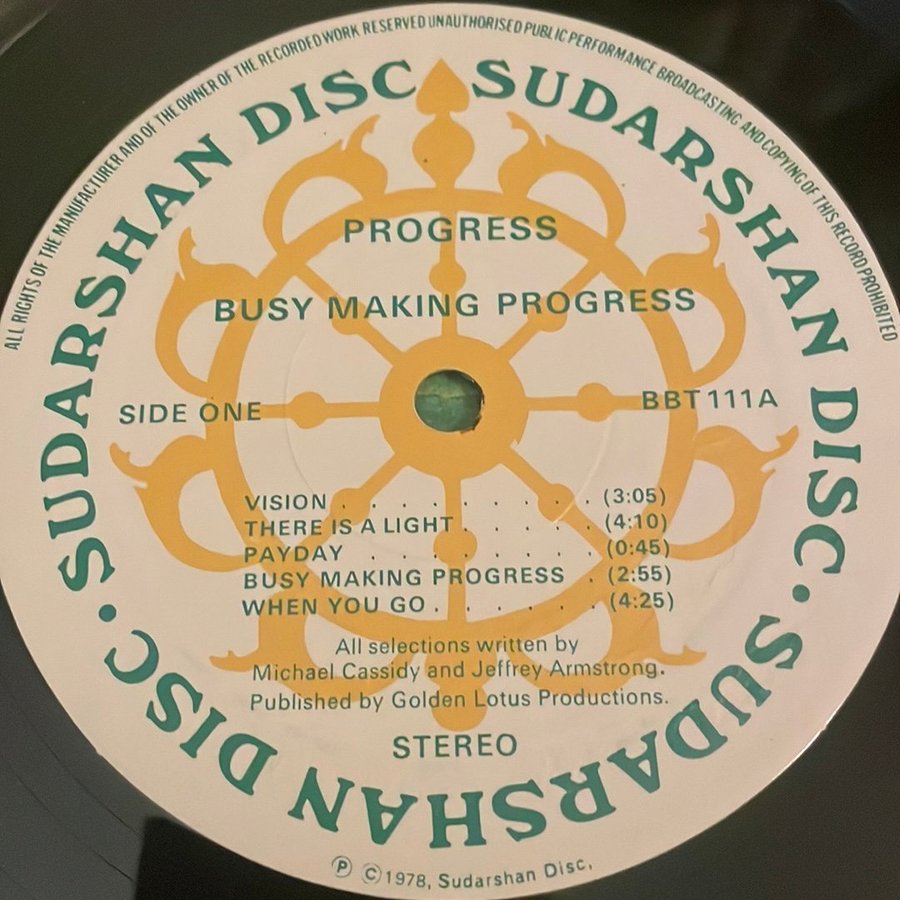 ALL RIGHTS OF THE MANUFACTURER AND OF THE OWNER OF THE RECORDED WORK RESERVED UNAUTHORISED PUBLIC PERFORMANCE BROADCASTING AND COPYING OF THIS RECORD PROHIBITED
SUDARSHAN DISC · SUDARSHAN DISC · SUDARSHAN DISC ·
PROGRESS
BUSY MAKING PROGRESS
SIDE ONE
BBT 111A
VISION . . . . . . . . . (3:05)
THERE IS A LIGHT . . . . . (4:10)
PAYDAY . . . . . . . . (0:45)
BUSY MAKING PROGRESS . (2:55)
WHEN YOU GO . . . . . . (4:25)
All selections written by
Michael Cassidy and Jeffrey Armstrong.
Published by Golden Lotus Productions.
STEREO
Ⓟ ©1978, Sudarshan Disc.